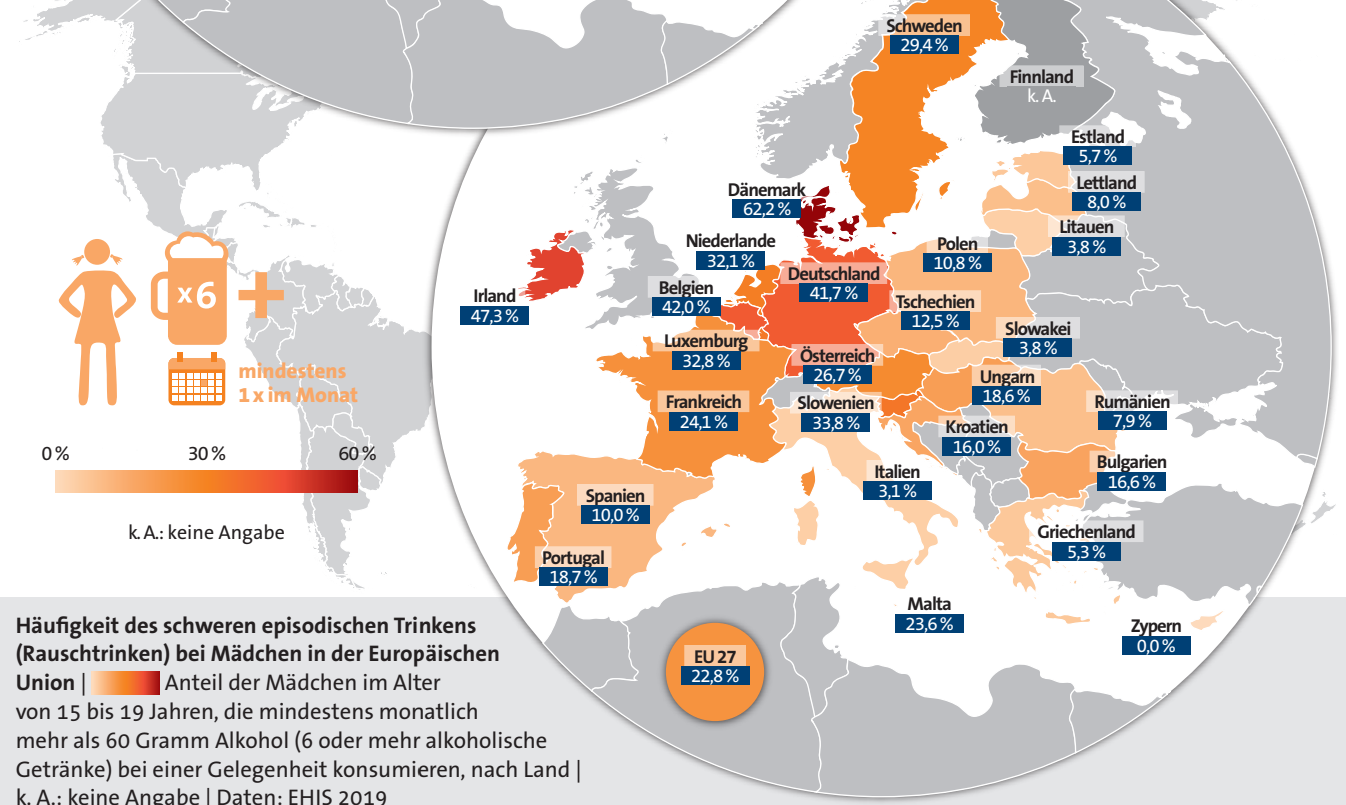 Schweden
29,4 %
Finnland
k. A.
Estland
5,7 %
Lettland
8,0 %
Litauen
3,8 %
Dänemark
62,2 %
Niederlande
32,1 %
Polen
10,8 %
Deutschland
41,7 %
Belgien
42,0 %
Irland
47,3 %
Tschechien
12,5 %
Slowakei
3,8 %
Luxemburg
32,8 %
Österreich
26,7 %
Ungarn
18,6 %
Frankreich
24,1 %
Slowenien
33,8 %
Rumänien
7,9 %
Kroatien
16,0 %
Bulgarien
16,6 %
Italien
3,1 %
Spanien
10,0 %
Griechenland
5,3 %
Portugal
18,7 %
Malta
23,6 %
Zypern
0,0 %
EU 27
22,8 %
x 6
mindestens
1 x im Monat
0 % 30 % 60 %
k. A.: keine Angabe
Häufigkeit des schweren episodischen Trinkens
(Rauschtrinken) bei Mädchen in der Europäischen
Union | Anteil der Mädchen im Alter
von 15 bis 19 Jahren, die mindestens monatlich
mehr als 60 Gramm Alkohol (6 oder mehr alkoholische
Getränke) bei einer Gelegenheit konsumieren, nach Land |
k. A.: keine Angabe | Daten: EHIS 2019